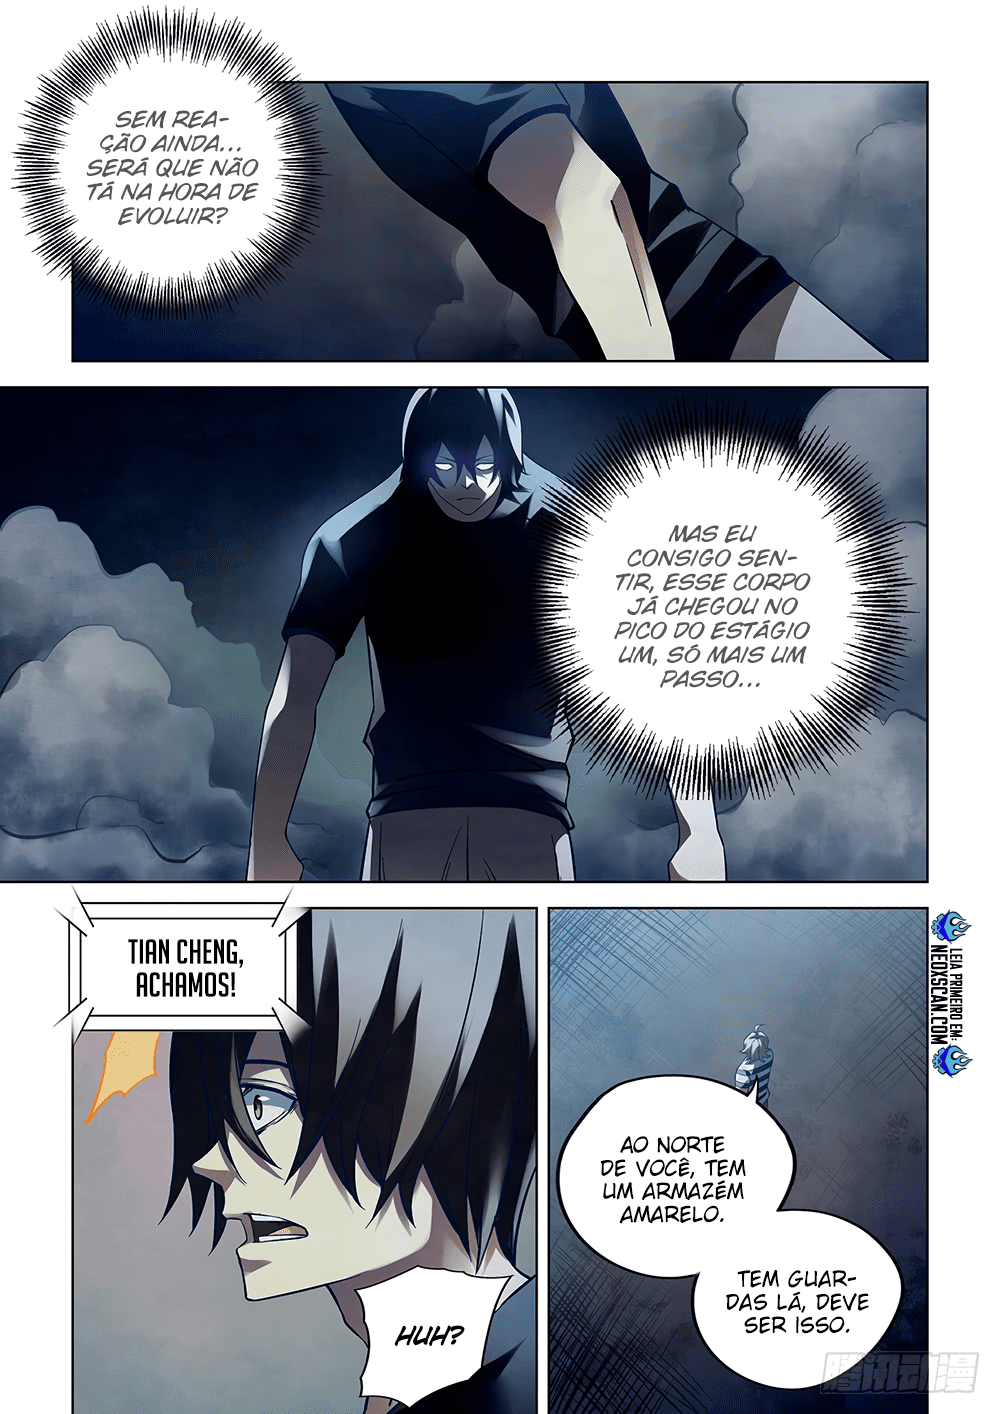 SEM REA-
ÇÃO AINDA...
SERÁ QUE NÃO
TÁ NA HORA DE
EVOLUIR?
MAS EU
CONSIGO SEN-
TIR, ESSE CORPO
JÁ CHEGOU NO
PICO DO ESTÁGIO
UM, SÓ MAIS UM
PASSO...
TIAN CHENG,
ACHAMOS!
HUH?
AO NORTE
DE VOCÊ, TEM
UM ARMAZÉM
AMARELO.
TEM GUAR-
DAS LÁ, DEVE
SER ISSO.
LEIA PRIMEIRO EM:
NEOXSCAN.COM
腾讯动漫